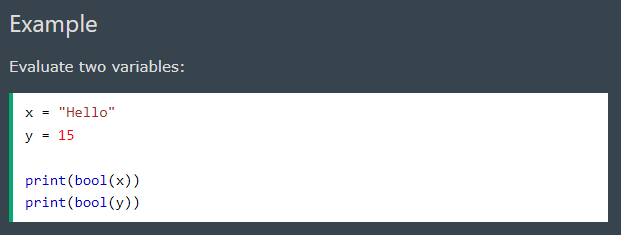 Example
Evaluate two variables:
x = "Hello"
y = 15
print(bool(x))
print(bool(y))